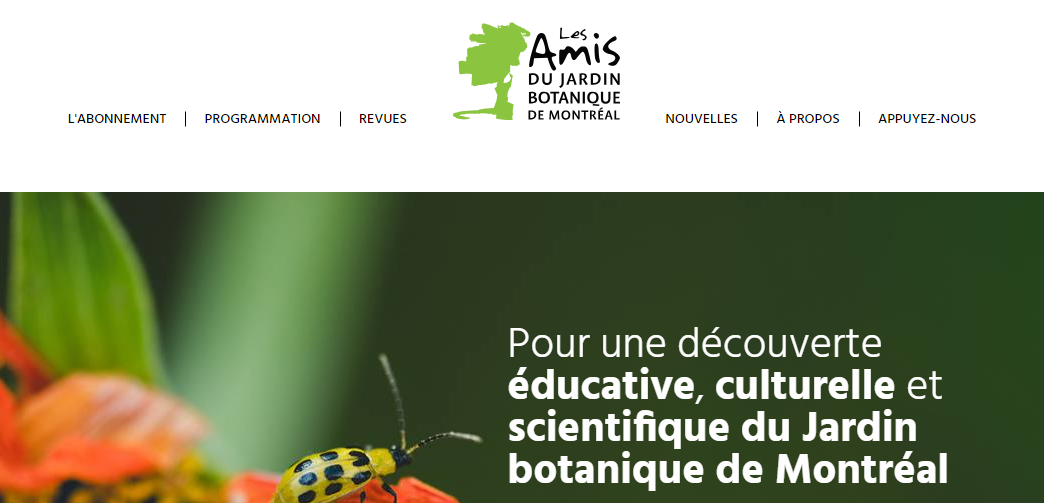 Les
Amis
DU JARDIN
BOTANIQUE
DE MONTRÉAL
L'ABONNEMENT | PROGRAMMATION | REVUES
NOUVELLES | À PROPOS | APPUYEZ-NOUS
Pour une découverte
éducative, culturelle et
scientifique du Jardin
botanique de Montréal